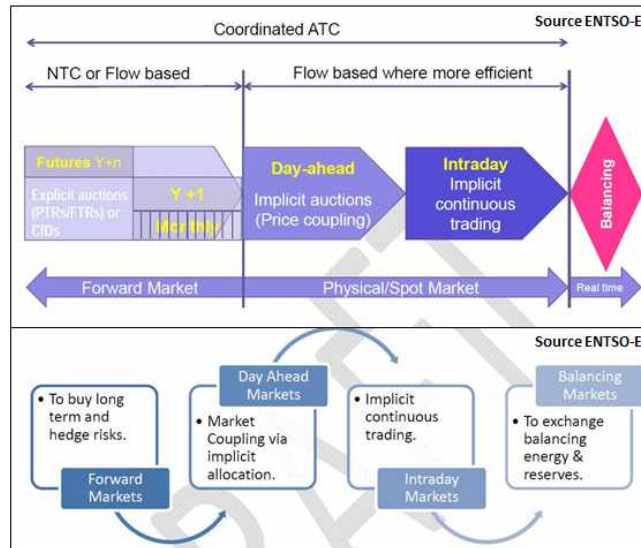 Source ENTSO-E
Coordinated ATC
NTC or Flow based
Flow based where more efficient
Futures Y+n
Explicit auctions
(PTRs/FTRs) or
CIDs
Y +1
Monthly
Day-ahead
Implicit auctions
(Price coupling)
Intraday
Implicit
continuous
trading
Balancing
Forward Market
Physical/Spot Market
Real time
Source ENTSO-E
• To buy long
term and
hedge risks.
Forward
Markets
Day Ahead
Markets
• Market
Coupling via
implicit
allocation.
• Implicit
continuous
trading.
Intraday
Markets
Balancing
Markets
• To exchange
balancing
energy &
reserves.
DRAFT